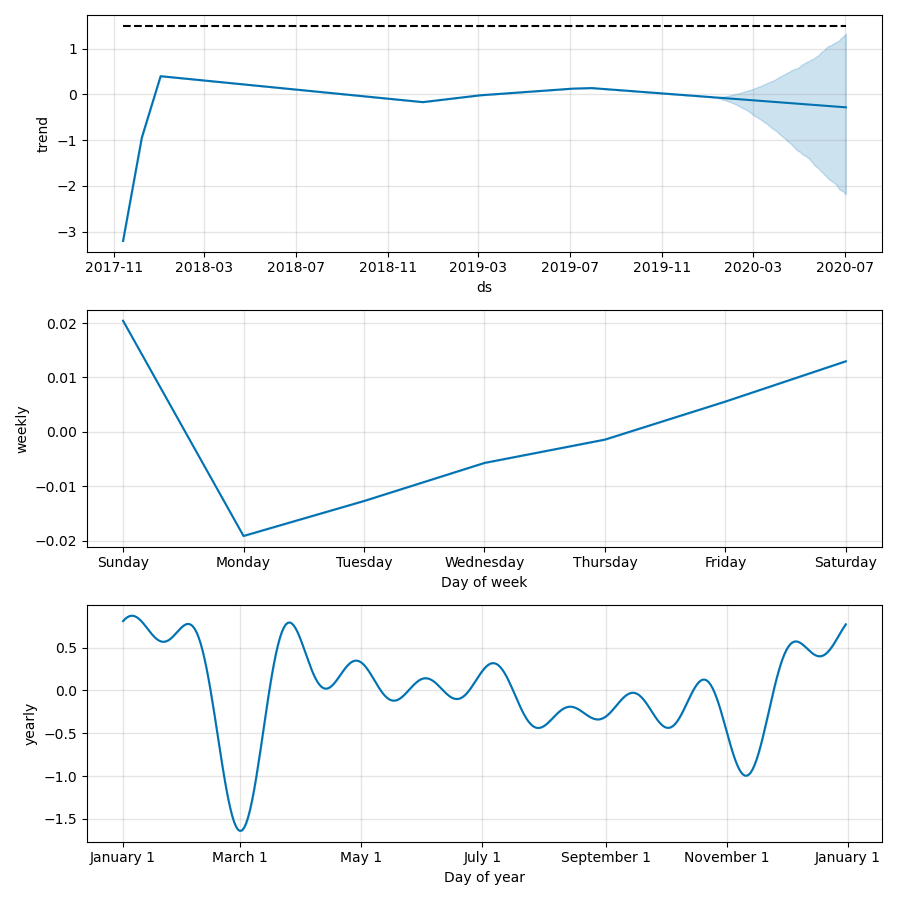 1
0
−1
−2
−3
trend
2017-11 2018-03 2018-07 2018-11 2019-03 2019-07 2019-11 2020-03 2020-07
ds
0.02
0.01
0.00
−0.01
−0.02
weekly
Sunday Monday Tuesday Wednesday Thursday Friday Saturday
Day of week
0.5
0.0
−0.5
−1.0
−1.5
yearly
January 1 March 1 May 1 July 1 September 1 November 1 January 1
Day of year